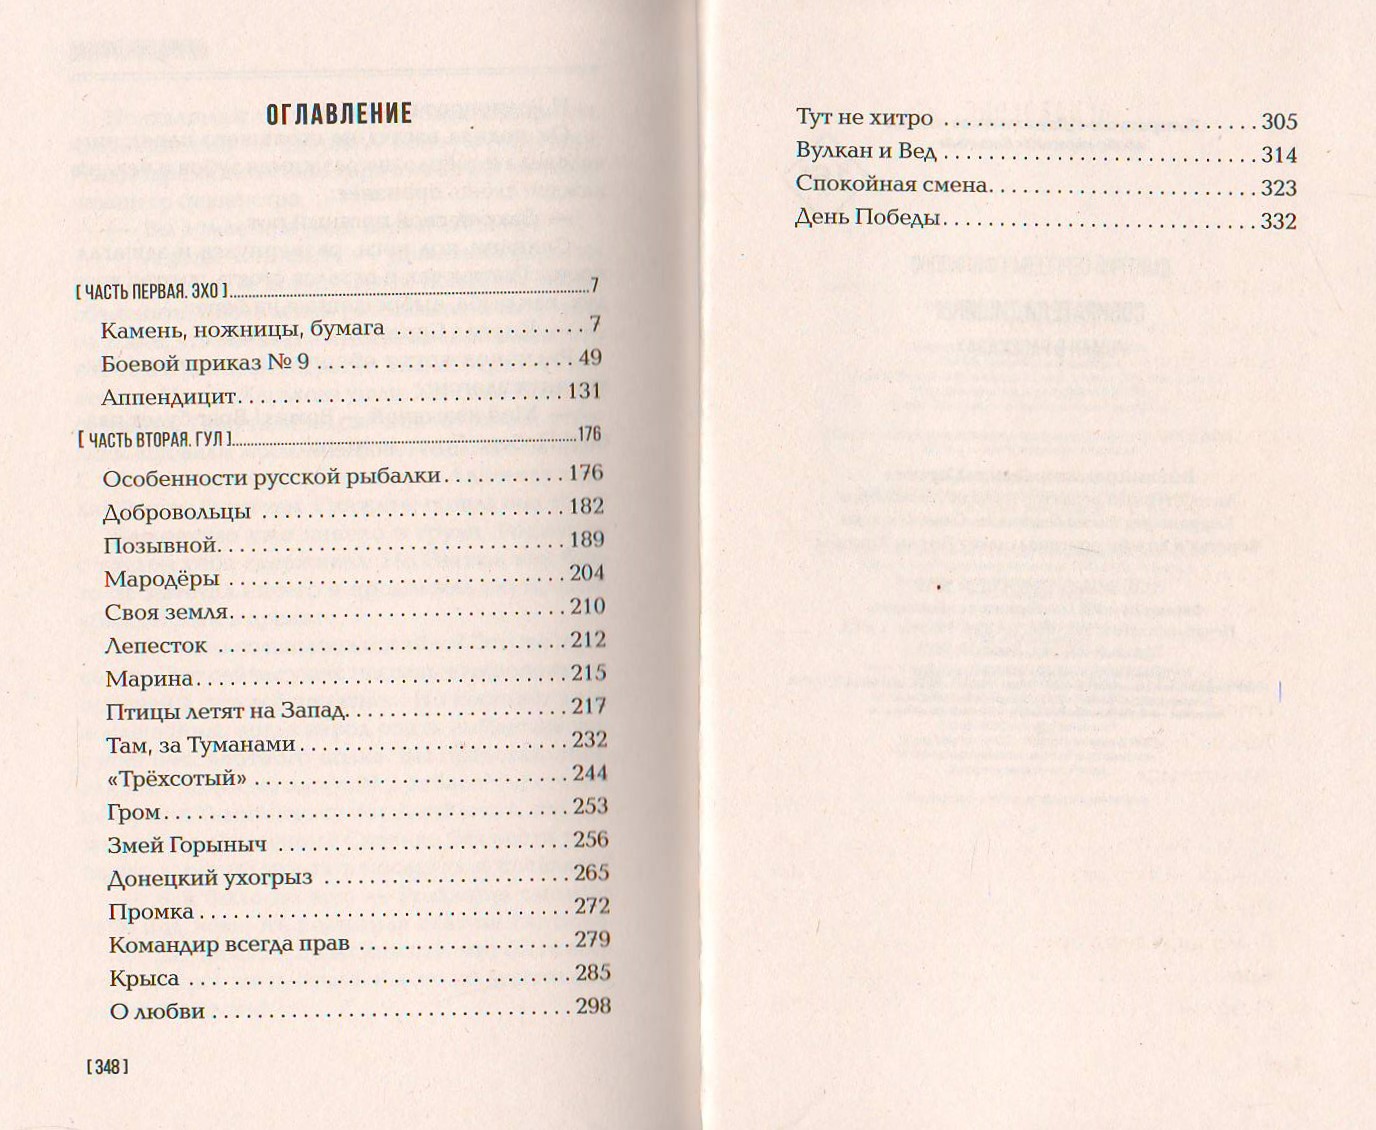 ОГЛАВЛЕНИЕ
[ ЧАСТЬ ПЕРВАЯ. ЭХО ] 7
Камень, ножницы, бумага 7
Боевой приказ № 9 49
Аппендицит 131
[ ЧАСТЬ ВТОРАЯ. ГУЛ ] 176
Особенности русской рыбалки 176
Добровольцы 182
Позывной 189
Мародёры 204
Своя земля 210
Лепесток 212
Марина 215
Птицы летят на Запад 217
Там, за Туманами 232
«Трёхсотый» 244
Гром 253
Змей Горыныч 256
Донецкий ухогрыз 265
Промка 272
Командир всегда прав 279
Крыса 285
О любви 298
[ 348 ]
Тут не хитро 305
Вулкан и Вед 314
Спокойная смена 323
День Победы 332